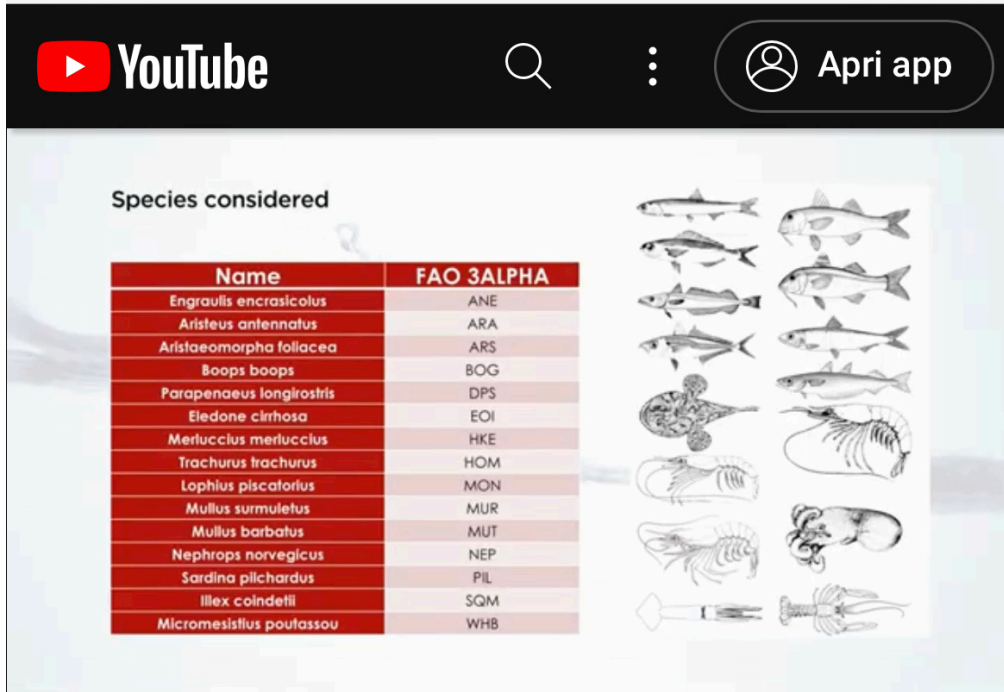 YouTube
Apri app
Species considered
Name FAO 3ALPHA
Engraulis encrasicolus ANE
Aristeus antennatus ARA
Aristaeomorpha foliacea ARS
Boops boops BOG
Parapenaeus longirostris DPS
Eledone cirrhosa EOI
Merluccius merluccius HKE
Trachurus trachurus HOM
Lophius piscatorius MON
Mullus surmuletus MUR
Mullus barbatus MUT
Nephrops norvegicus NEP
Sardina pilchardus PIL
Illex coindetii SQM
Micromesistius poutassou WHB